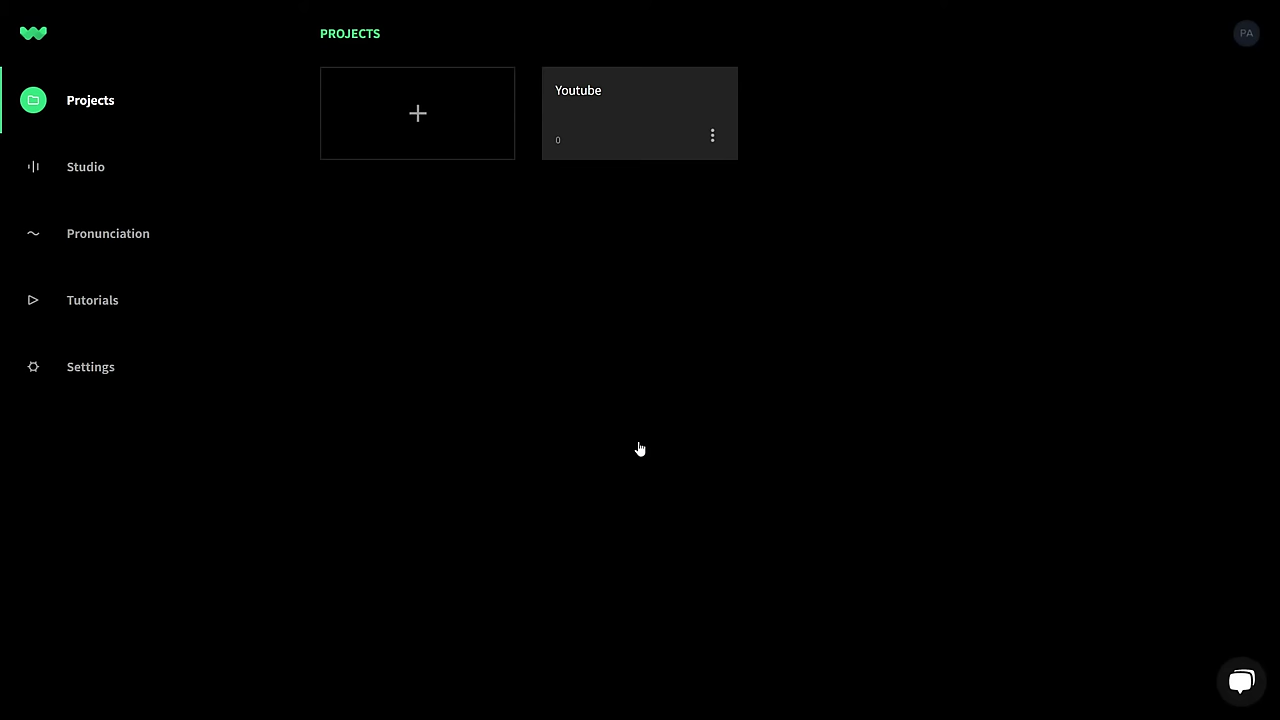 PROJECTS
PA
Projects
Studio
Pronunciation
Tutorials
Settings
Youtube
0